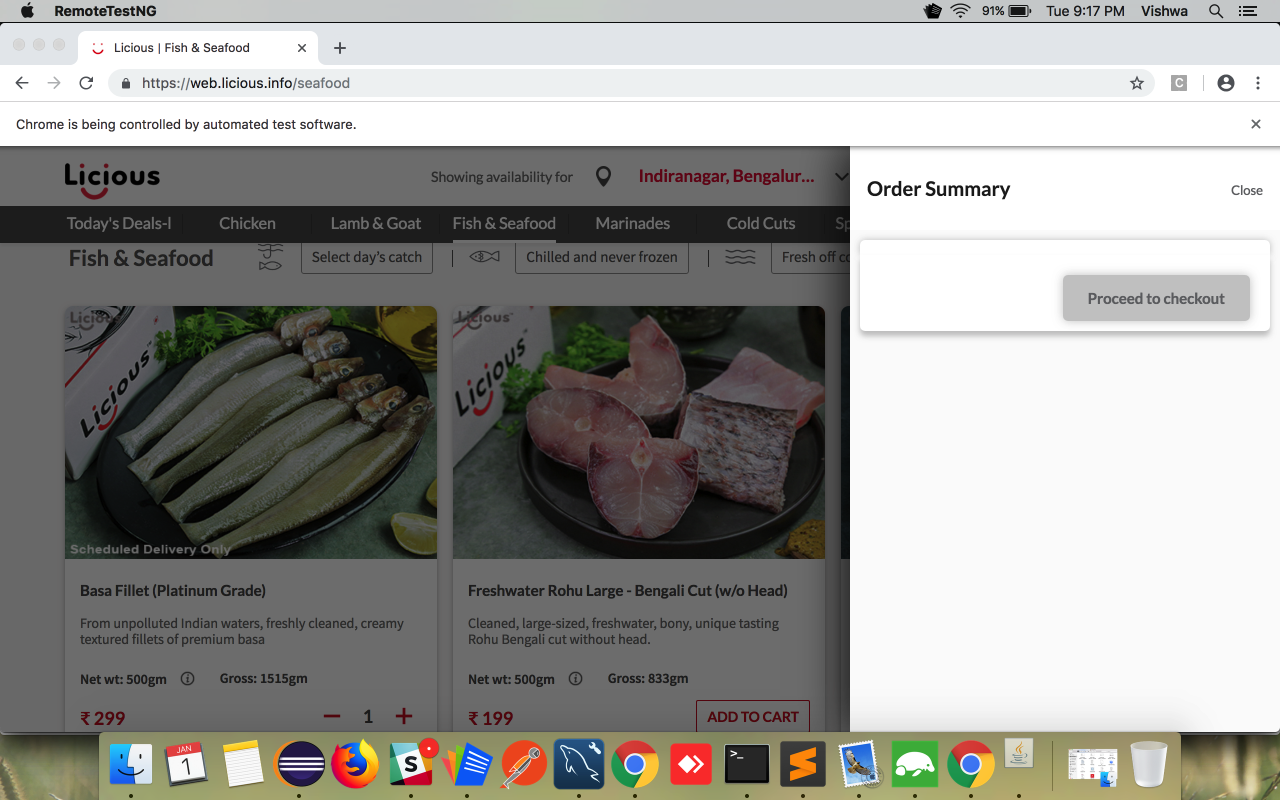 RemoteTestNG
91%
Tue 9:17 PM
Vishwa
Licious | Fish & Seafood
https://web.licious.info/seafood
C
Chrome is being controlled by automated test software.
Licious
Showing availability for
Indiranagar, Bengalur...
Order Summary
Close
Today's Deals-I
Chicken
Lamb & Goat
Fish & Seafood
Marinades
Cold Cuts
Sp
Fish & Seafood
Select day's catch
Chilled and never frozen
Fresh off co
Proceed to checkout
Licious
Licious
Licious
Licious
Scheduled Delivery Only
Basa Fillet (Platinum Grade)
From unpolluted Indian waters, freshly cleaned, creamy
textured fillets of premium basa
Net wt: 500gm
Gross: 1515gm
₹ 299
1
Freshwater Rohu Large - Bengali Cut (w/o Head)
Cleaned, large-sized, freshwater, bony, unique tasting
Rohu Bengali cut without head.
Net wt: 500gm
Gross: 833gm
₹ 199
ADD TO CART
JAN
1
S
>_